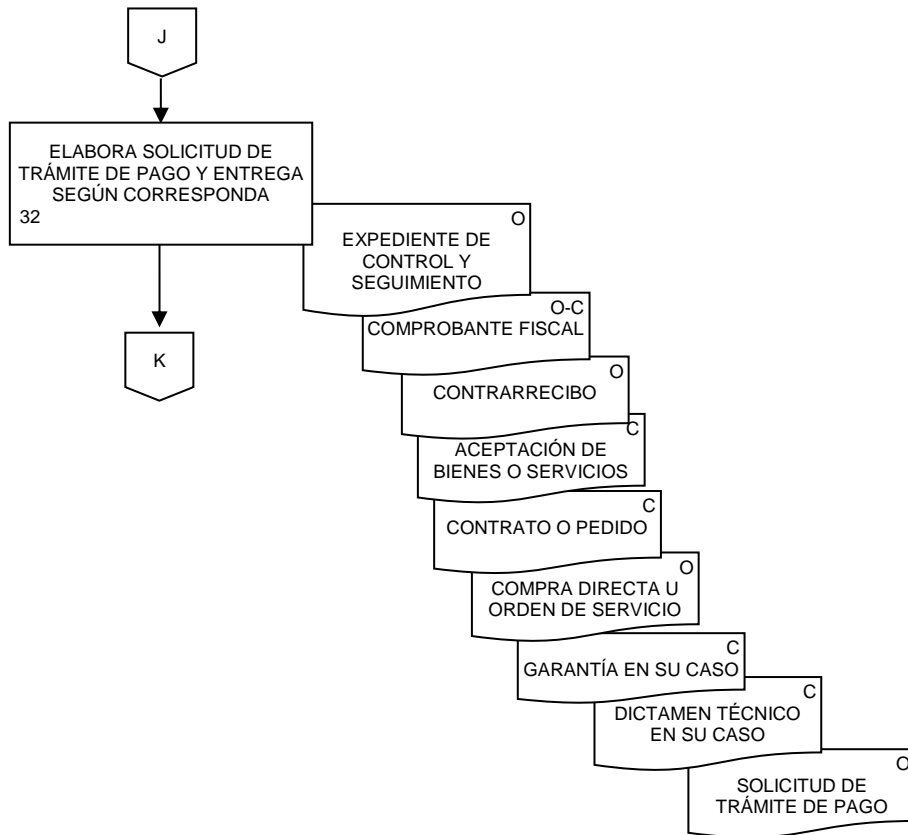 J
ELABORA SOLICITUD DE
TRÁMITE DE PAGO Y ENTREGA
SEGÚN CORRESPONDA
32
O
EXPEDIENTE DE
CONTROL Y
SEGUIMIENTO
O-C
COMPROBANTE FISCAL
K
O
CONTRARRECIBO
C
ACEPTACIÓN DE
BIENES O SERVICIOS
C
CONTRATO O PEDIDO
O
COMPRA DIRECTA U
ORDEN DE SERVICIO
C
GARANTÍA EN SU CASO
C
DICTAMEN TÉCNICO
EN SU CASO
O
SOLICITUD DE
TRÁMITE DE PAGO